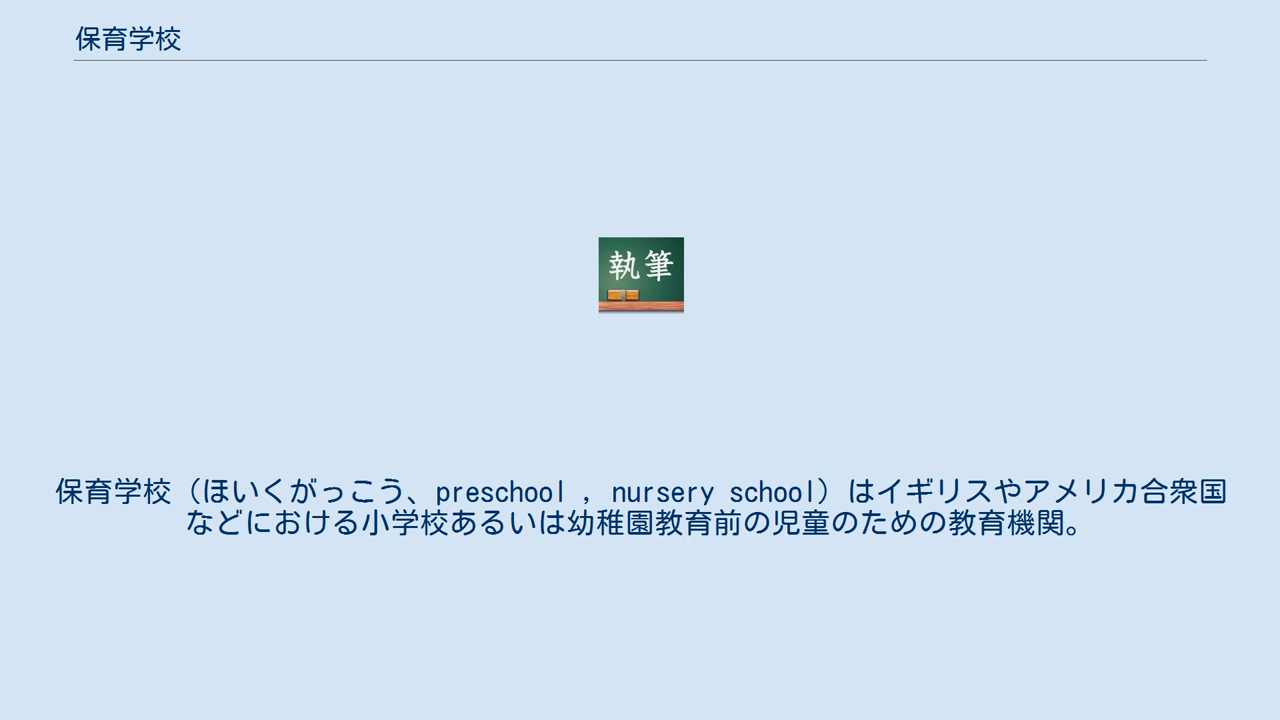 保育学校
執筆
保育学校（ほいくがっこう、preschool , nursery school）はイギリスやアメリカ合衆国
などにおける小学校あるいは幼稚園教育前の児童のための教育機関。